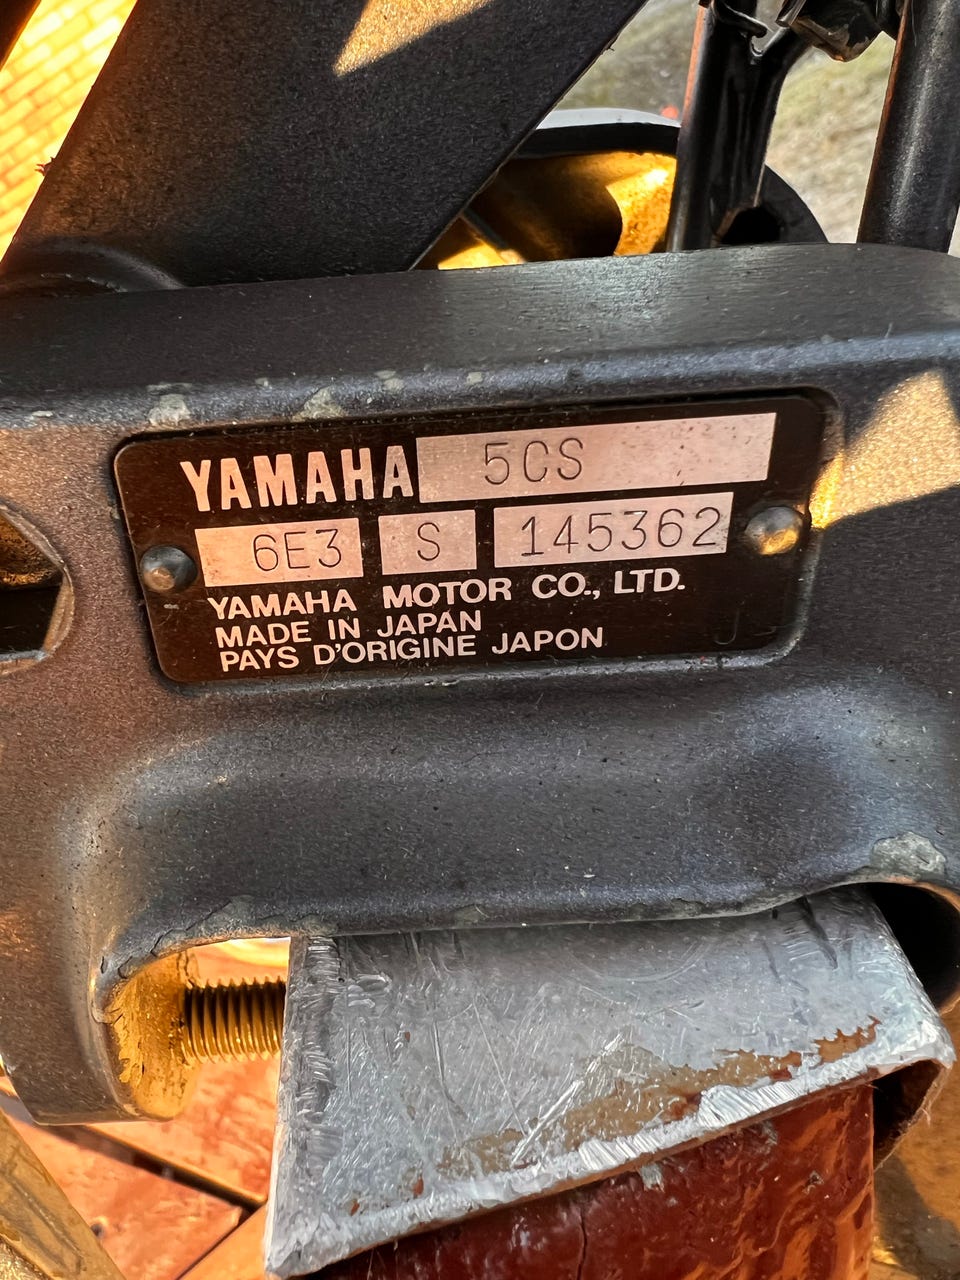 YAMAHA 5CS
6E3 S 145362
YAMAHA MOTOR CO., LTD.
MADE IN JAPAN
PAYS D'ORIGINE JAPON